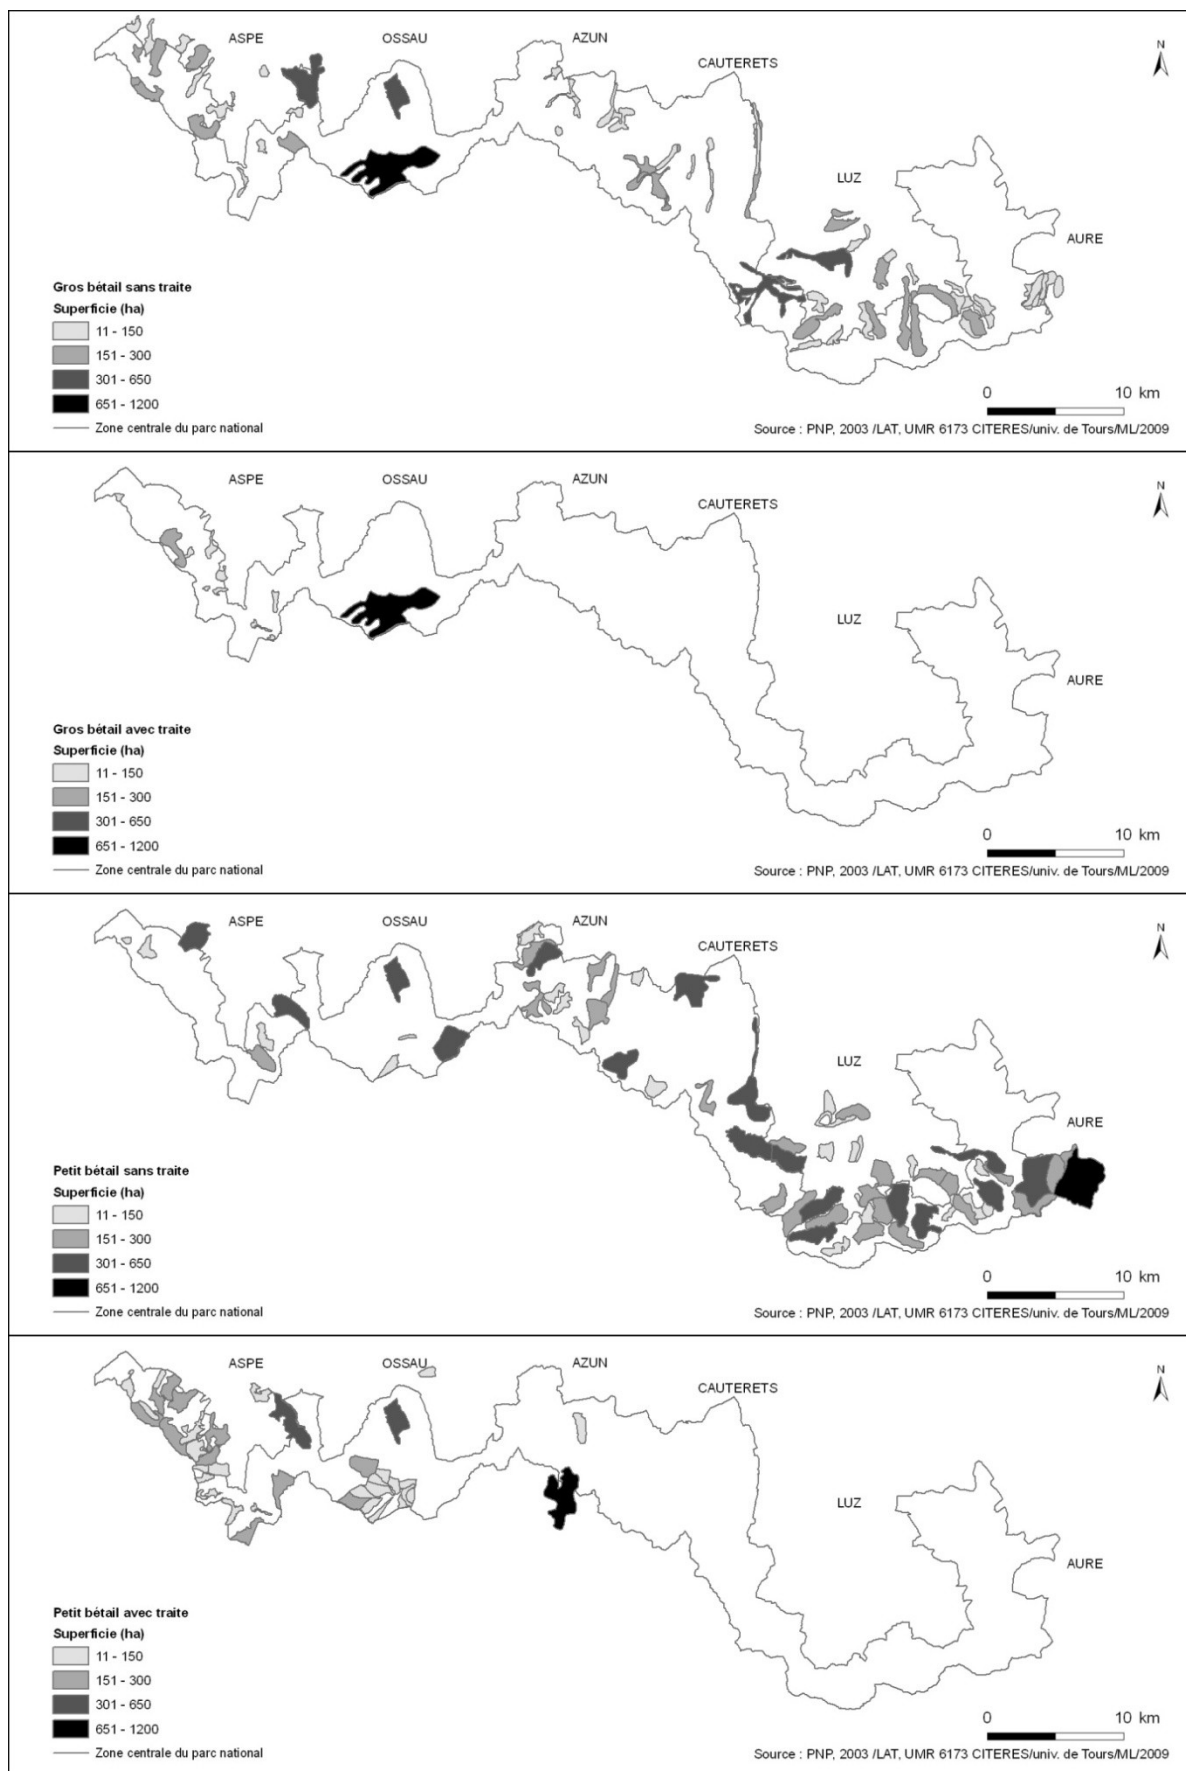 ASPE OSSAU AZUN
CAUTERETS
N
LUZ
AURE
Gros bétail sans traite
Superficie (ha)
11 - 150
151 - 300
301 - 650
651 - 1200
Zone centrale du parc national
0 10 km
Source : PNP, 2003 /LAT, UMR 6173 CITERES/univ. de Tours/ML/2009
ASPE OSSAU AZUN
CAUTERETS
N
LUZ
AURE
Gros bétail avec traite
Superficie (ha)
11 - 150
151 - 300
301 - 650
651 - 1200
Zone centrale du parc national
0 10 km
Source : PNP, 2003 /LAT, UMR 6173 CITERES/univ. de Tours/ML/2009
ASPE OSSAU AZUN
CAUTERETS
N
LUZ
AURE
Petit bétail sans traite
Superficie (ha)
11 - 150
151 - 300
301 - 650
651 - 1200
Zone centrale du parc national
0 10 km
Source : PNP, 2003 /LAT, UMR 6173 CITERES/univ. de Tours/ML/2009
ASPE OSSAU AZUN
CAUTERETS
N
LUZ
AURE
Petit bétail avec traite
Superficie (ha)
11 - 150
151 - 300
301 - 650
651 - 1200
Zone centrale du parc national
0 10 km
Source : PNP, 2003 /LAT, UMR 6173 CITERES/univ. de Tours/ML/2009